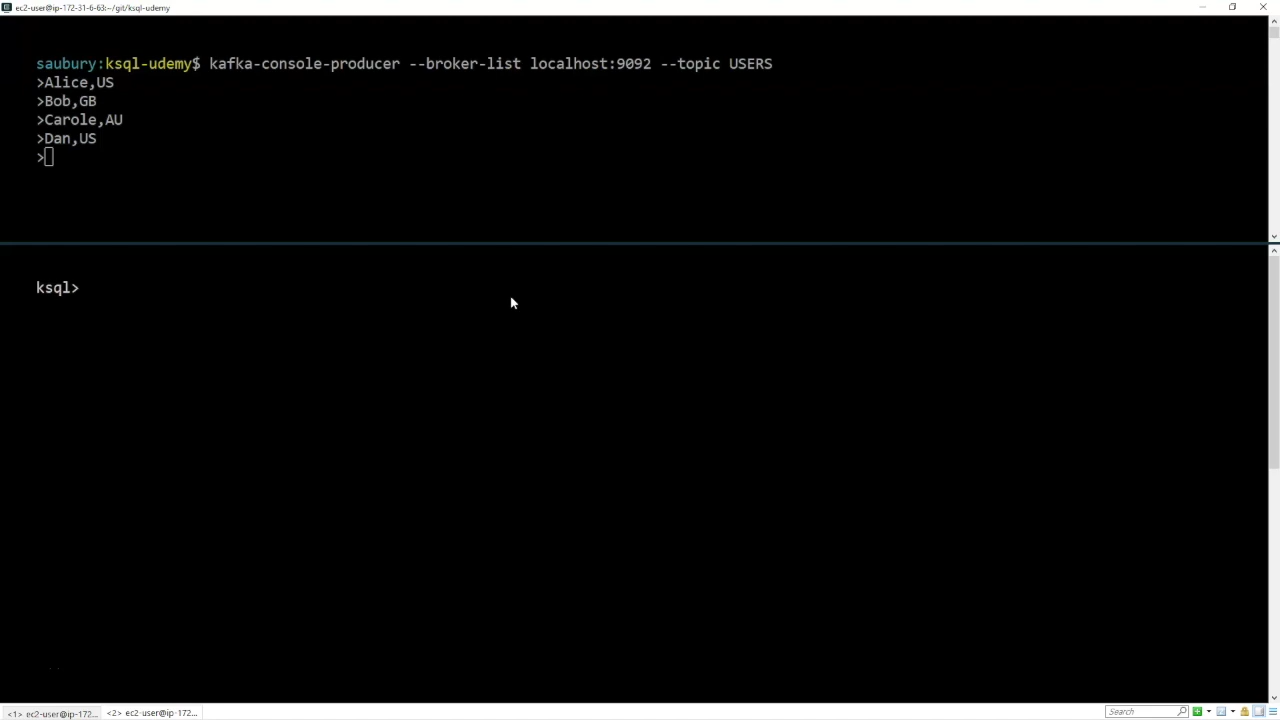 ec2-user@ip-172-31-6-63:~/git/ksql-udemy
saubury:ksql-udemy$ kafka-console-producer --broker-list localhost:9092 --topic USERS
>Alice,US
>Bob,GB
>Carole,AU
>Dan,US
>
ksql>
<1> ec2-user@ip-172... <2> ec2-user@ip-172... Search